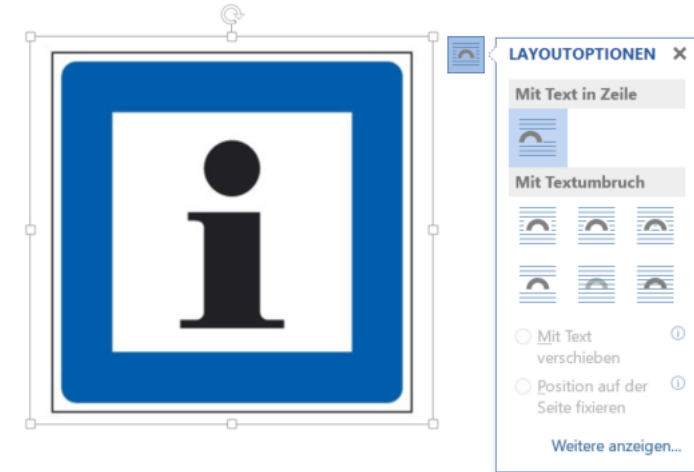 i
LAYOUTOPTIONEN
Mit Text in Zeile
Mit Textumbruch
Mit Text
verschieben
Position auf der
Seite fixieren
Weitere anzeigen...